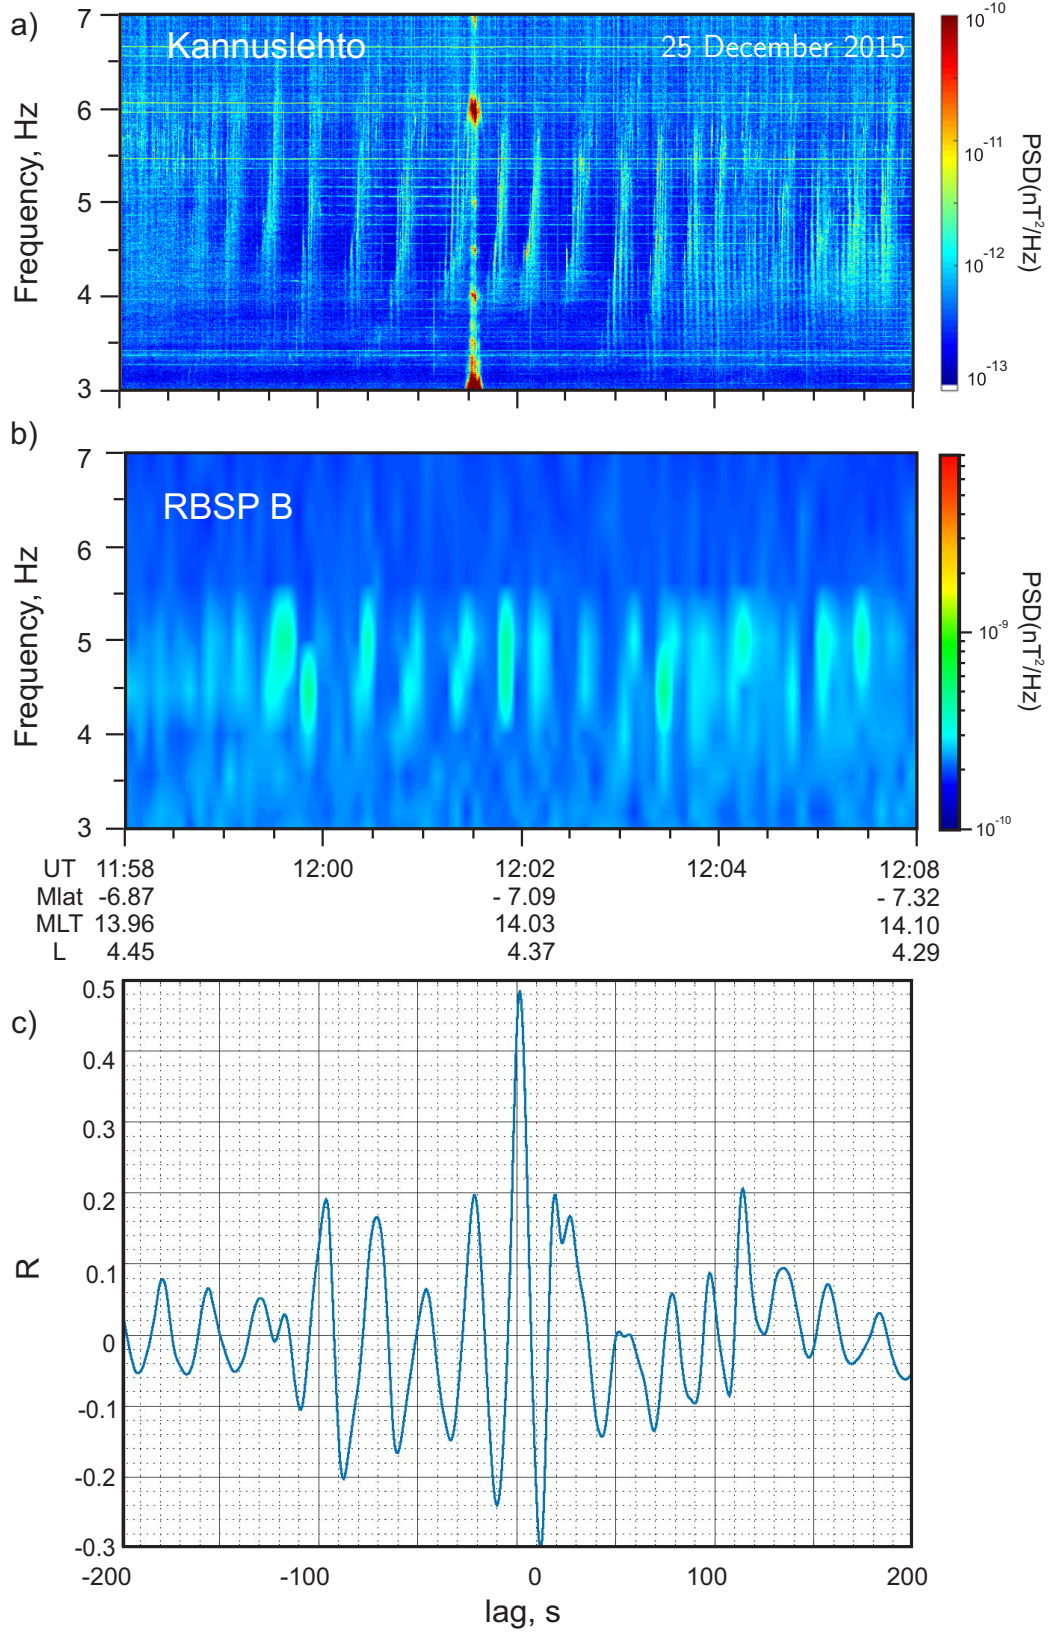 a)
Kannuslehto
25 December 2015
Frequency, Hz
7
6
5
4
3
10-10
10-11
10-12
10-13
PSD(nT2/Hz)
b)
RBSP B
Frequency, Hz
7
6
5
4
3
10-9
10-10
PSD(nT2/Hz)
UT 11:58 12:00 12:02 12:04 12:08
Mlat -6.87 - 7.09 - 7.32
MLT 13.96 14.03 14.10
L 4.45 4.37 4.29
c)
R
0.5
0.4
0.3
0.2
0.1
0
-0.1
-0.2
-0.3
-200 -100 0 100 200
lag, s